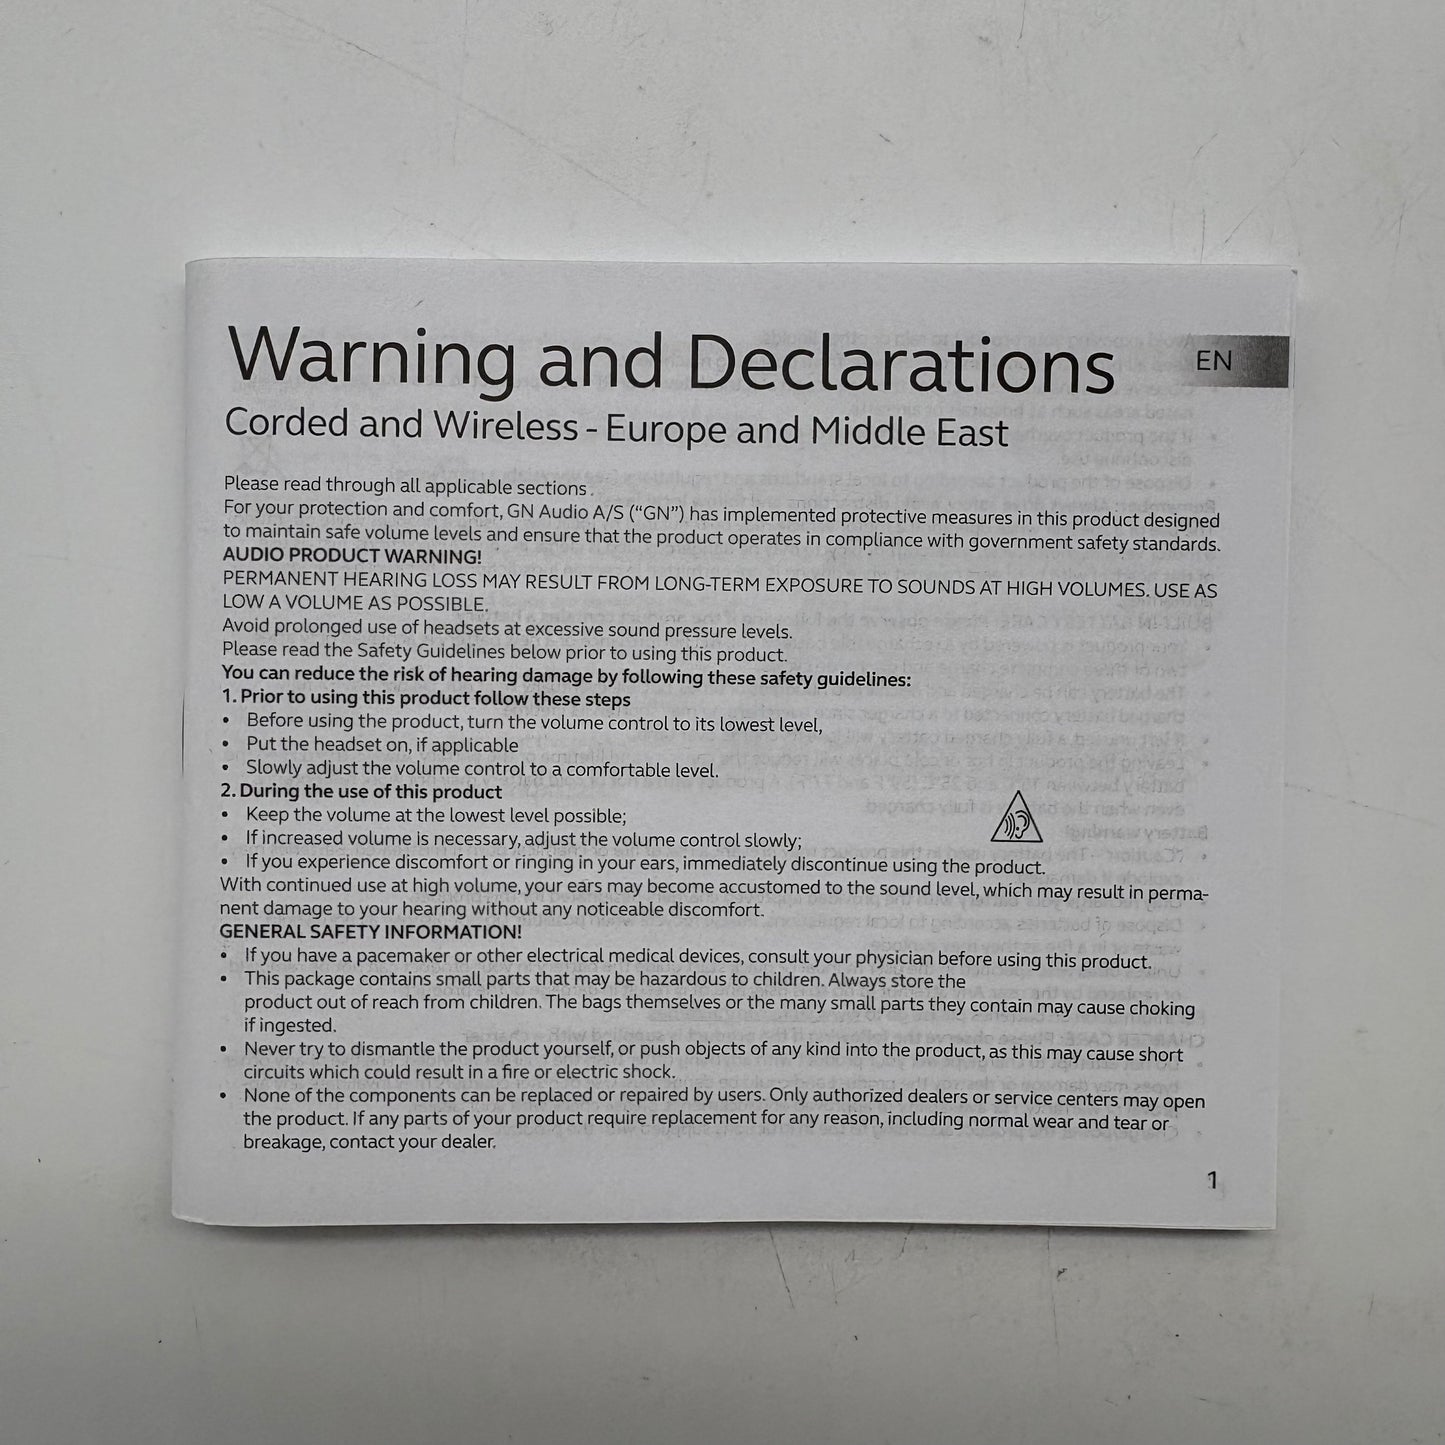 Warning and Declarations
EN
Corded and Wireless - Europe and Middle East
Please read through all applicable sections.
For your protection and comfort, GN Audio A/S (“GN”) has implemented protective measures in this product designed
to maintain safe volume levels and ensure that the product operates in compliance with government safety standards.
AUDIO PRODUCT WARNING!
PERMANENT HEARING LOSS MAY RESULT FROM LONG-TERM EXPOSURE TO SOUNDS AT HIGH VOLUMES. USE AS
LOW A VOLUME AS POSSIBLE.
Avoid prolonged use of headsets at excessive sound pressure levels.
Please read the Safety Guidelines below prior to using this product.
You can reduce the risk of hearing damage by following these safety guidelines:
1. Prior to using this product follow these steps
• Before using the product, turn the volume control to its lowest level,
• Put the headset on, if applicable
• Slowly adjust the volume control to a comfortable level.
2. During the use of this product
• Keep the volume at the lowest level possible;
• If increased volume is necessary, adjust the volume control slowly;
• If you experience discomfort or ringing in your ears, immediately discontinue using the product.
With continued use at high volume, your ears may become accustomed to the sound level, which may result in perma-
nent damage to your hearing without any noticeable discomfort.
GENERAL SAFETY INFORMATION!
• If you have a pacemaker or other electrical medical devices, consult your physician before using this product.
• This package contains small parts that may be hazardous to children. Always store the
product out of reach from children. The bags themselves or the many small parts they contain may cause choking
if ingested.
• Never try to dismantle the product yourself, or push objects of any kind into the product, as this may cause short
circuits which could result in a fire or electric shock.
• None of the components can be replaced or repaired by users. Only authorized dealers or service centers may open
the product. If any parts of your product require replacement for any reason, including normal wear and tear or
breakage, contact your dealer.
1